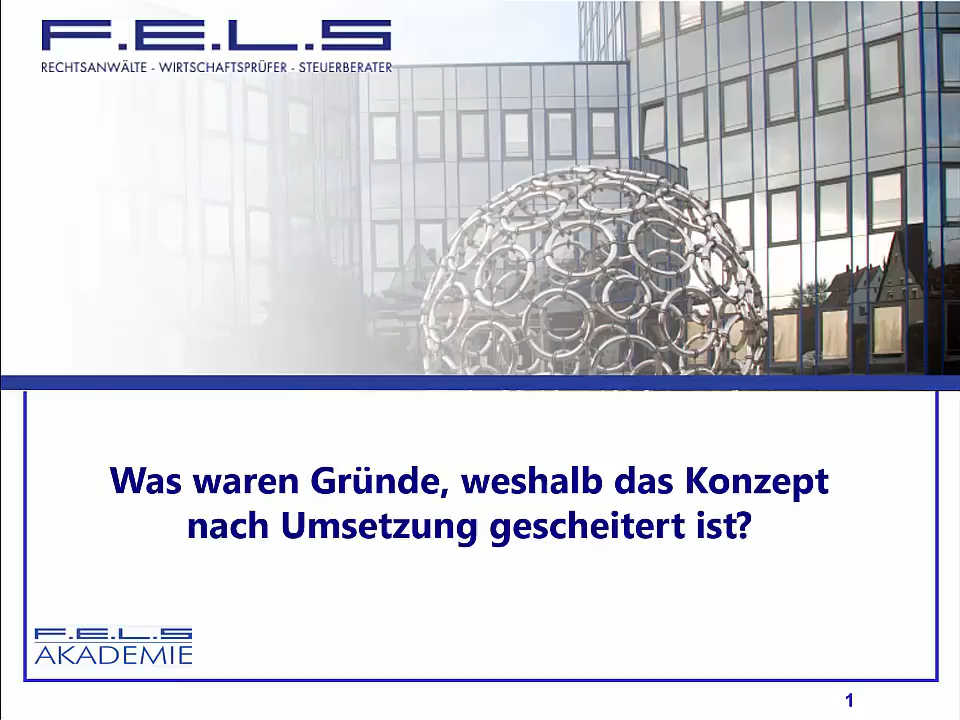 F.E.L.S
RECHTSANWÄLTE - WIRTSCHAFTSPRÜFER - STEUERBERATER
Was waren Gründe, weshalb das Konzept
nach Umsetzung gescheitert ist?
F.E.L.S
AKADEMIE
1